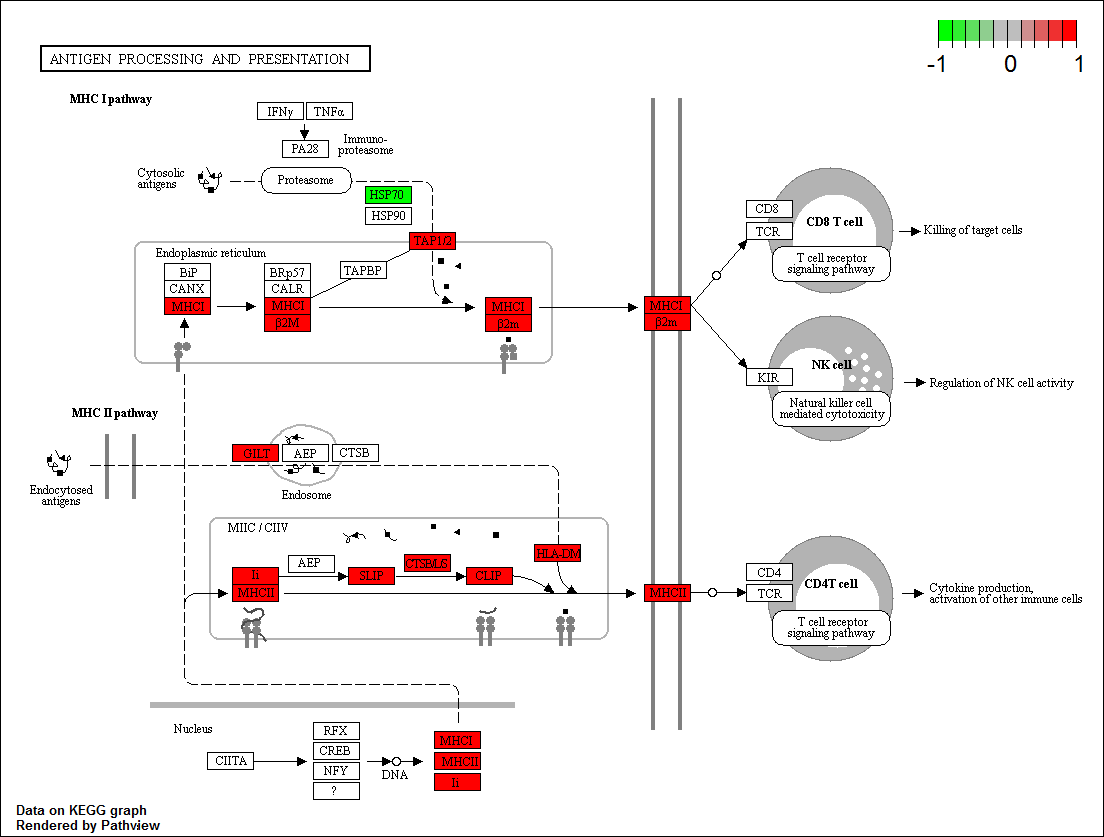 -1 0 1
ANTIGEN PROCESSING AND PRESENTATION
MHC I pathway
IFNγ TNFα
PA28
Immuno-
proteasome
Cytosolic
antigens
Proteasome
HSP70
HSP90
TAP1/2
Endoplasmic reticulum
BiP
CANX
MHCI
BRp57
CALR
MHCI
β2M
TAPBP
MHCI
β2m
MHCI
β2m
CD8
TCR
CD8 T cell
T cell receptor
signaling pathway
Killing of target cells
KIR
NK cell
Natural killer cell
mediated cytotoxicity
Regulation of NK cell activity
MHC II pathway
Endocytosed
antigens
GILT AEP CTSB
Endosome
MIIC / CIIV
Ii
MHCII
AEP
SLIP
CTSB/LS
CLIP
HLA-DM
MHCII
CD4
TCR
CD4T cell
T cell receptor
signaling pathway
Cytokine production,
activation of other immune cells
Nucleus
CIITA
RFX
CREB
NFY
?
DNA
MHCI
MHCII
Ii
Data on KEGG graph
Rendered by Pathview